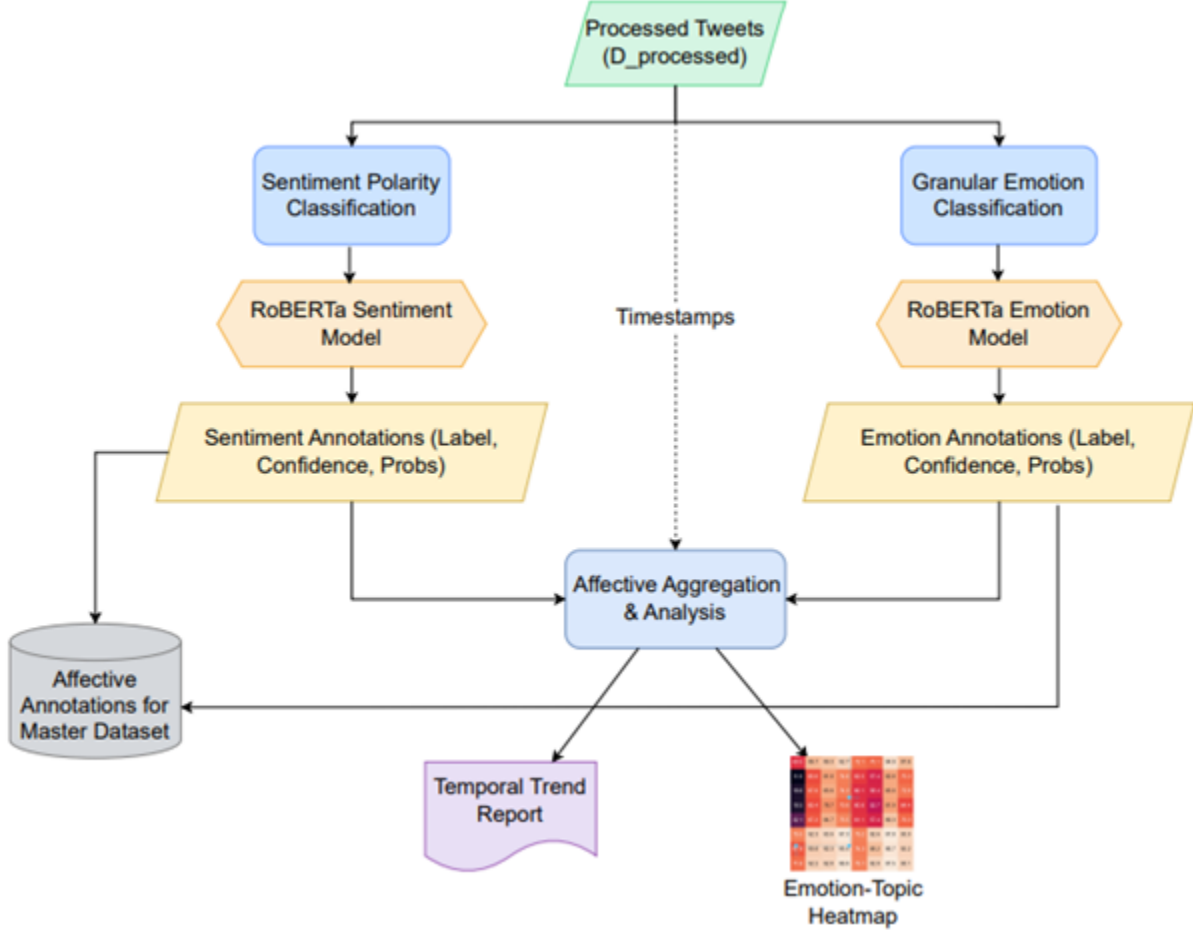 Processed Tweets
(D_processed)
Sentiment Polarity
Classification
Granular Emotion
Classification
RoBERTa Sentiment
Model
Timestamps
RoBERTa Emotion
Model
Sentiment Annotations (Label,
Confidence, Probs)
Emotion Annotations (Label,
Confidence, Probs)
Affective Aggregation
& Analysis
Affective
Annotations for
Master Dataset
Temporal Trend
Report
Emotion-Topic
Heatmap